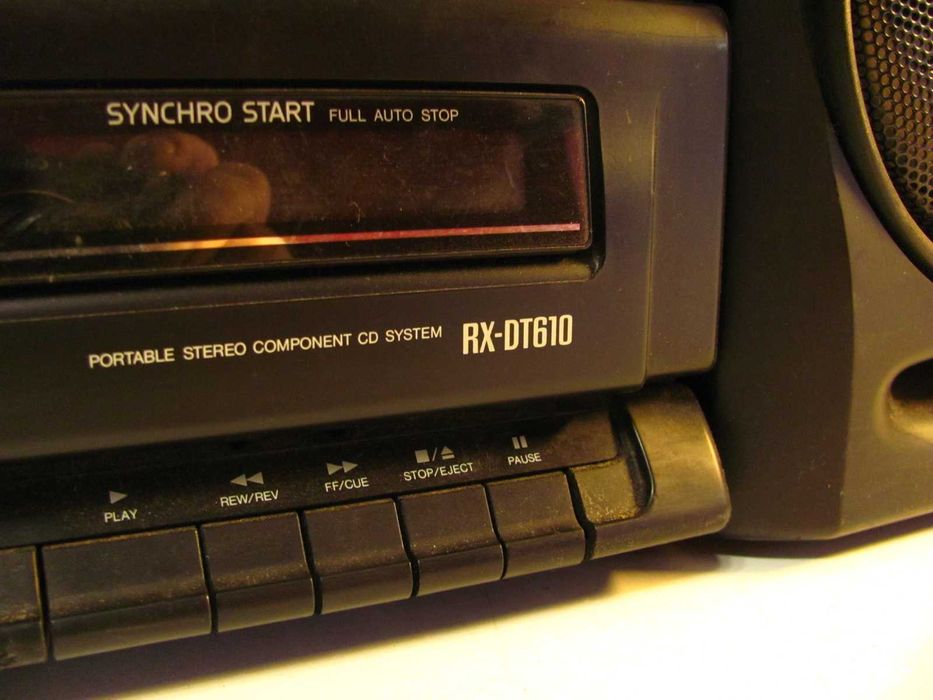 SYNCHRO START FULL AUTO STOP
PORTABLE STEREO COMPONENT CD SYSTEM RX-DT610
PLAY REW/REV FF/CUE STOP/EJECT PAUSE